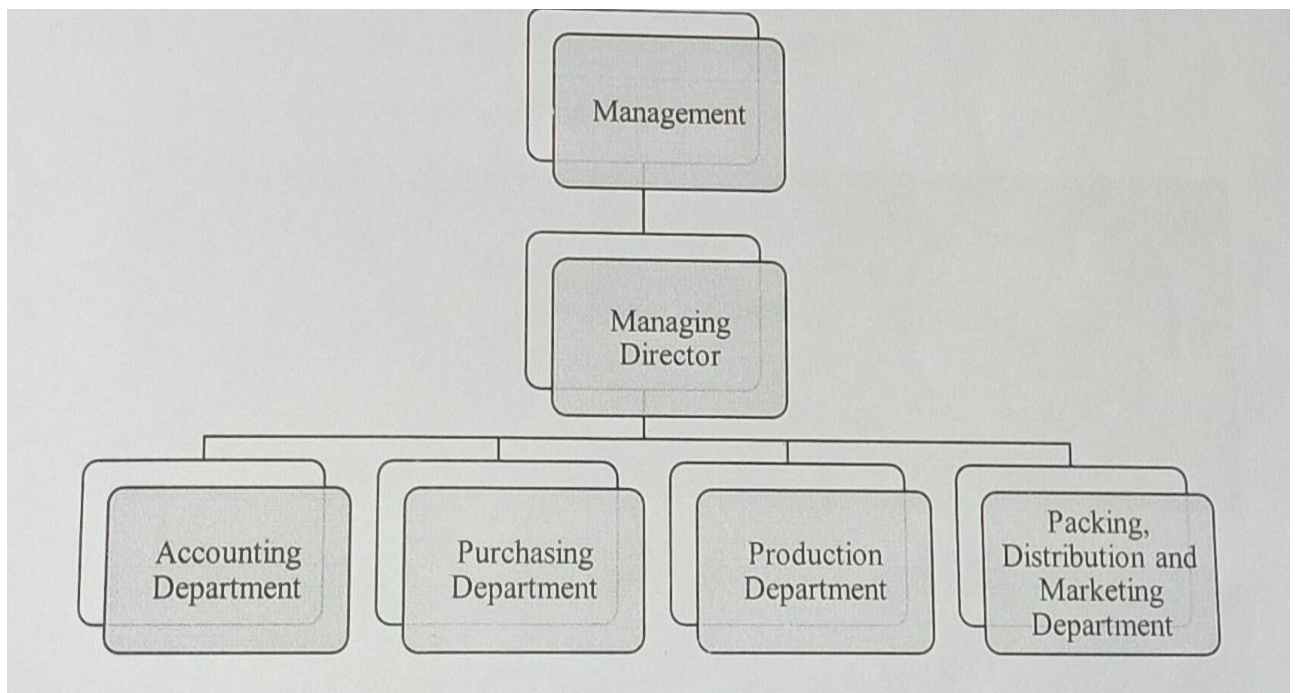 Management
Managing
Director
Accounting
Department
Purchasing
Department
Production
Department
Packing,
Distribution and
Marketing
Department